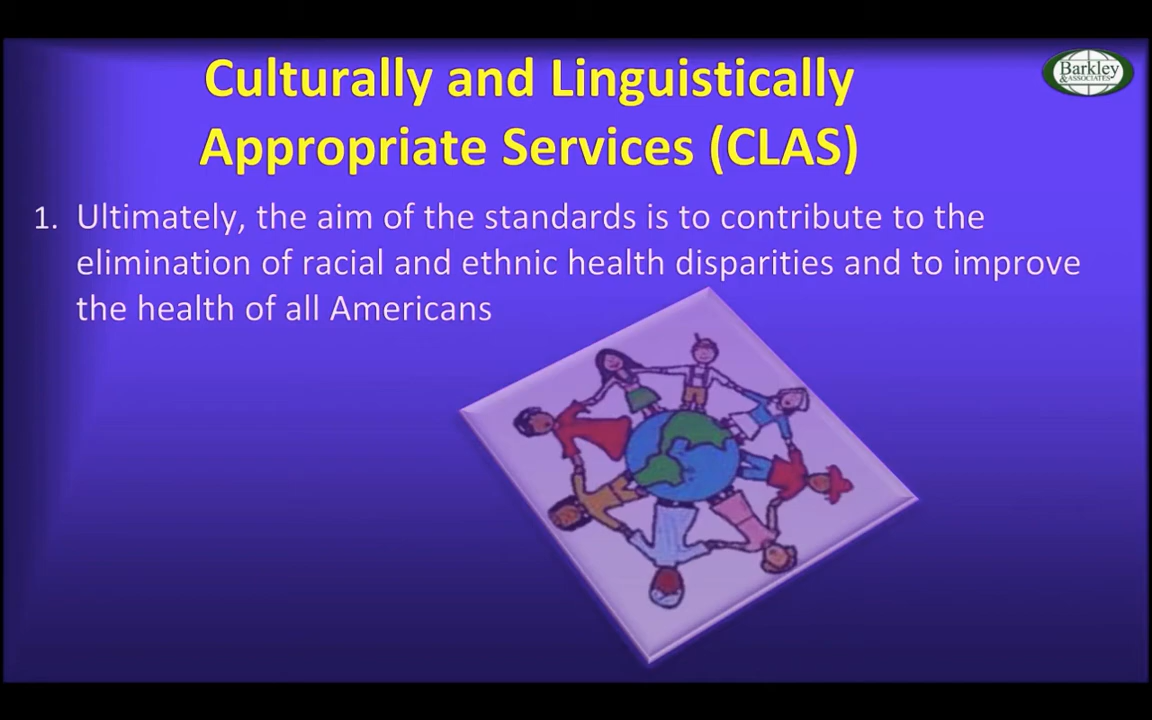 Culturally and Linguistically
Appropriate Services (CLAS)
Barkley
& ASSOCIATES
1. Ultimately, the aim of the standards is to contribute to the
elimination of racial and ethnic health disparities and to improve
the health of all Americans